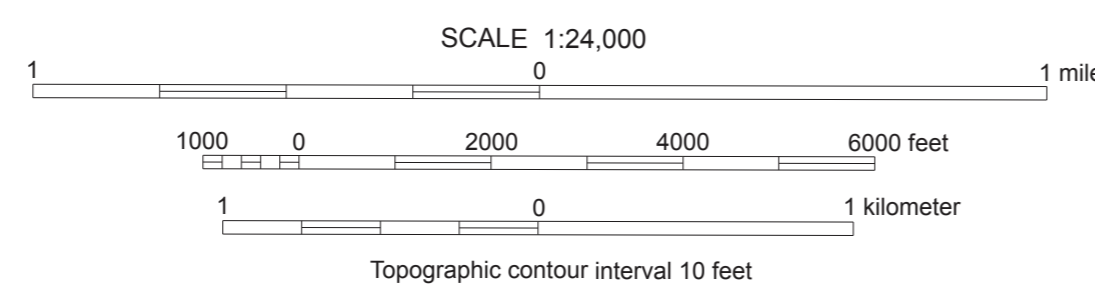 SCALE 1:24,000
1 0 1 mile
1000 0 2000 4000 6000 feet
1 0 1 kilometer
Topographic contour interval 10 feet